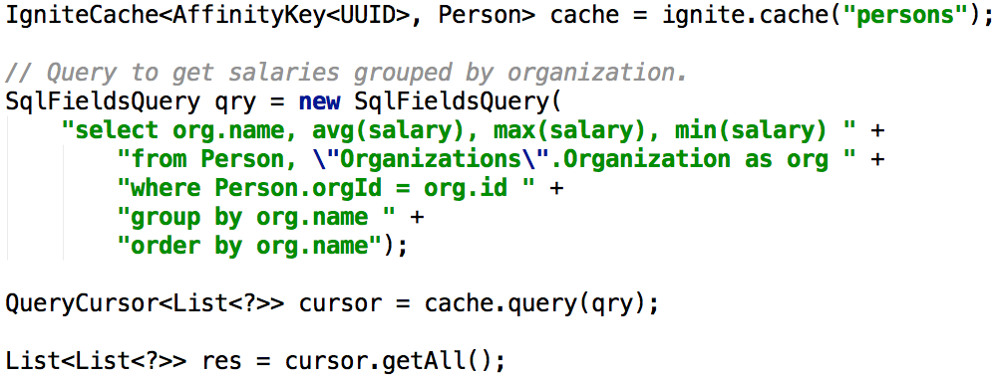 IgniteCache<AffinityKey<UUID>, Person> cache = ignite.cache("persons");
// Query to get salaries grouped by organization.
SqlFieldsQuery qry = new SqlFieldsQuery(
"select org.name, avg(salary), max(salary), min(salary) " +
"from Person, \"Organizations\".Organization as org " +
"where Person.orgId = org.id " +
"group by org.name " +
"order by org.name");
QueryCursor<List<?>> cursor = cache.query(qry);
List<List<?>> res = cursor.getAll();